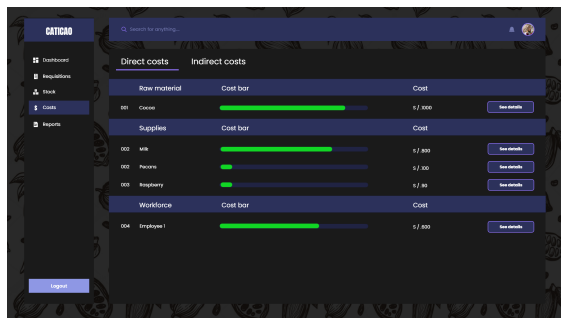 CATICAO
Search for anything...
Dashboard
Requisitions
Stock
Costs
Reports
Logout
Direct costs Indirect costs
Raw material Cost bar Cost
001 Cocoa S / .1000 See details
Supplies Cost bar Cost
002 Milk S / .800 See details
002 Pecans S / .100 See details
003 Raspberry S / .80 See details
Workforce Cost bar Cost
004 Employee 1 S / .800 See details